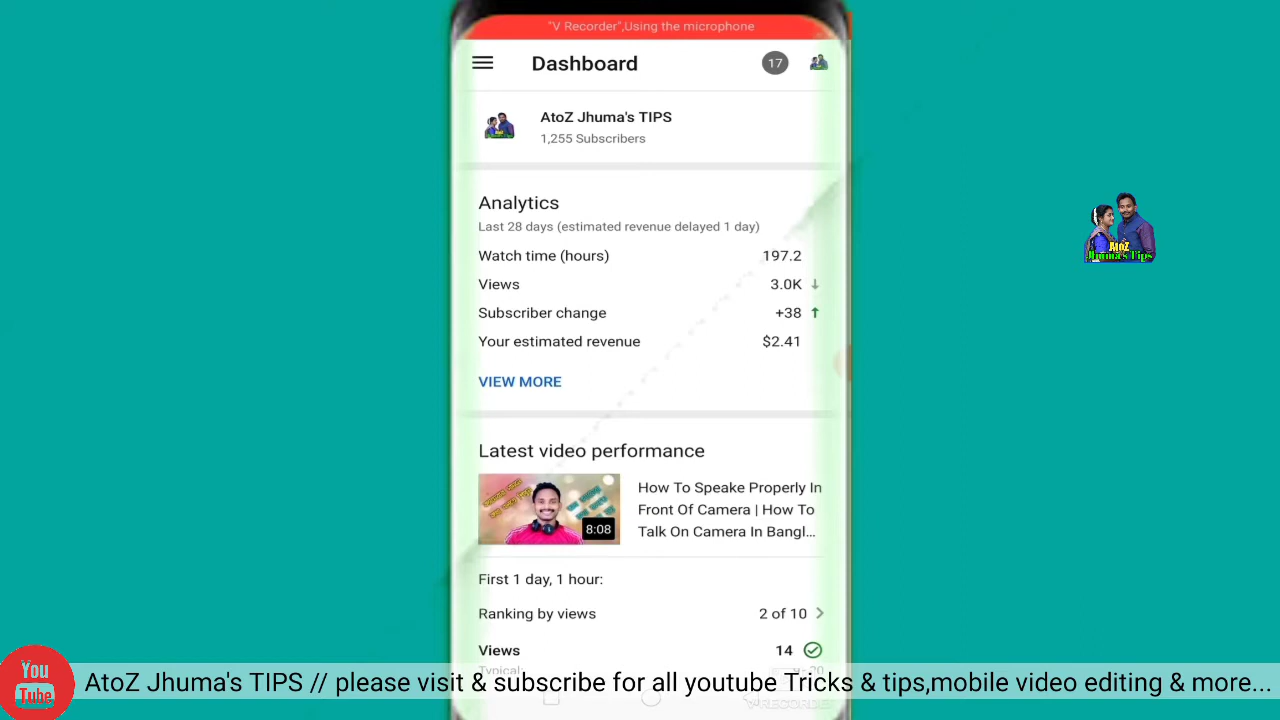 "V Recorder",Using the microphone
Dashboard
17
AtoZ Jhuma's TIPS
1,255 Subscribers
Analytics
Last 28 days (estimated revenue delayed 1 day)
Watch time (hours) 197.2
Views 3.0K
Subscriber change +38
Your estimated revenue $2.41
VIEW MORE
Latest video performance
8:08
How To Speake Properly In
Front Of Camera | How To
Talk On Camera In Bangl...
First 1 day, 1 hour:
Ranking by views 2 of 10
Views 14
Typical:
AtoZ
Jhuma's Tips
You
Tube
AtoZ Jhuma's TIPS // please visit & subscribe for all youtube Tricks & tips,mobile video editing & more...